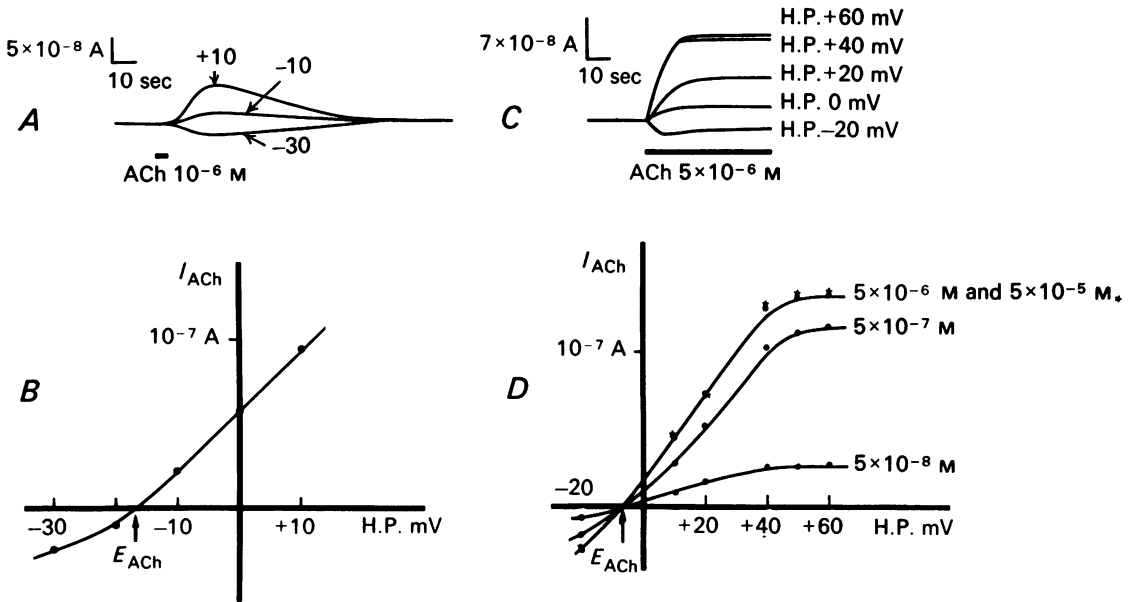 5×10⁻⁸ A
10 sec
+10
−10
−30
A
ACh 10⁻⁶ M
7×10⁻⁸ A
10 sec
H.P.+60 mV
H.P.+40 mV
H.P.+20 mV
H.P. 0 mV
H.P.−20 mV
C
ACh 5×10⁻⁶ M
I_ACh
10⁻⁷ A
B
−30
−10
+10
H.P. mV
E_ACh
I_ACh
10⁻⁷ A
D
5×10⁻⁶ M and 5×10⁻⁵ M⋆
5×10⁻⁷ M
5×10⁻⁸ M
−20
+20
+40
+60
H.P. mV
E_ACh